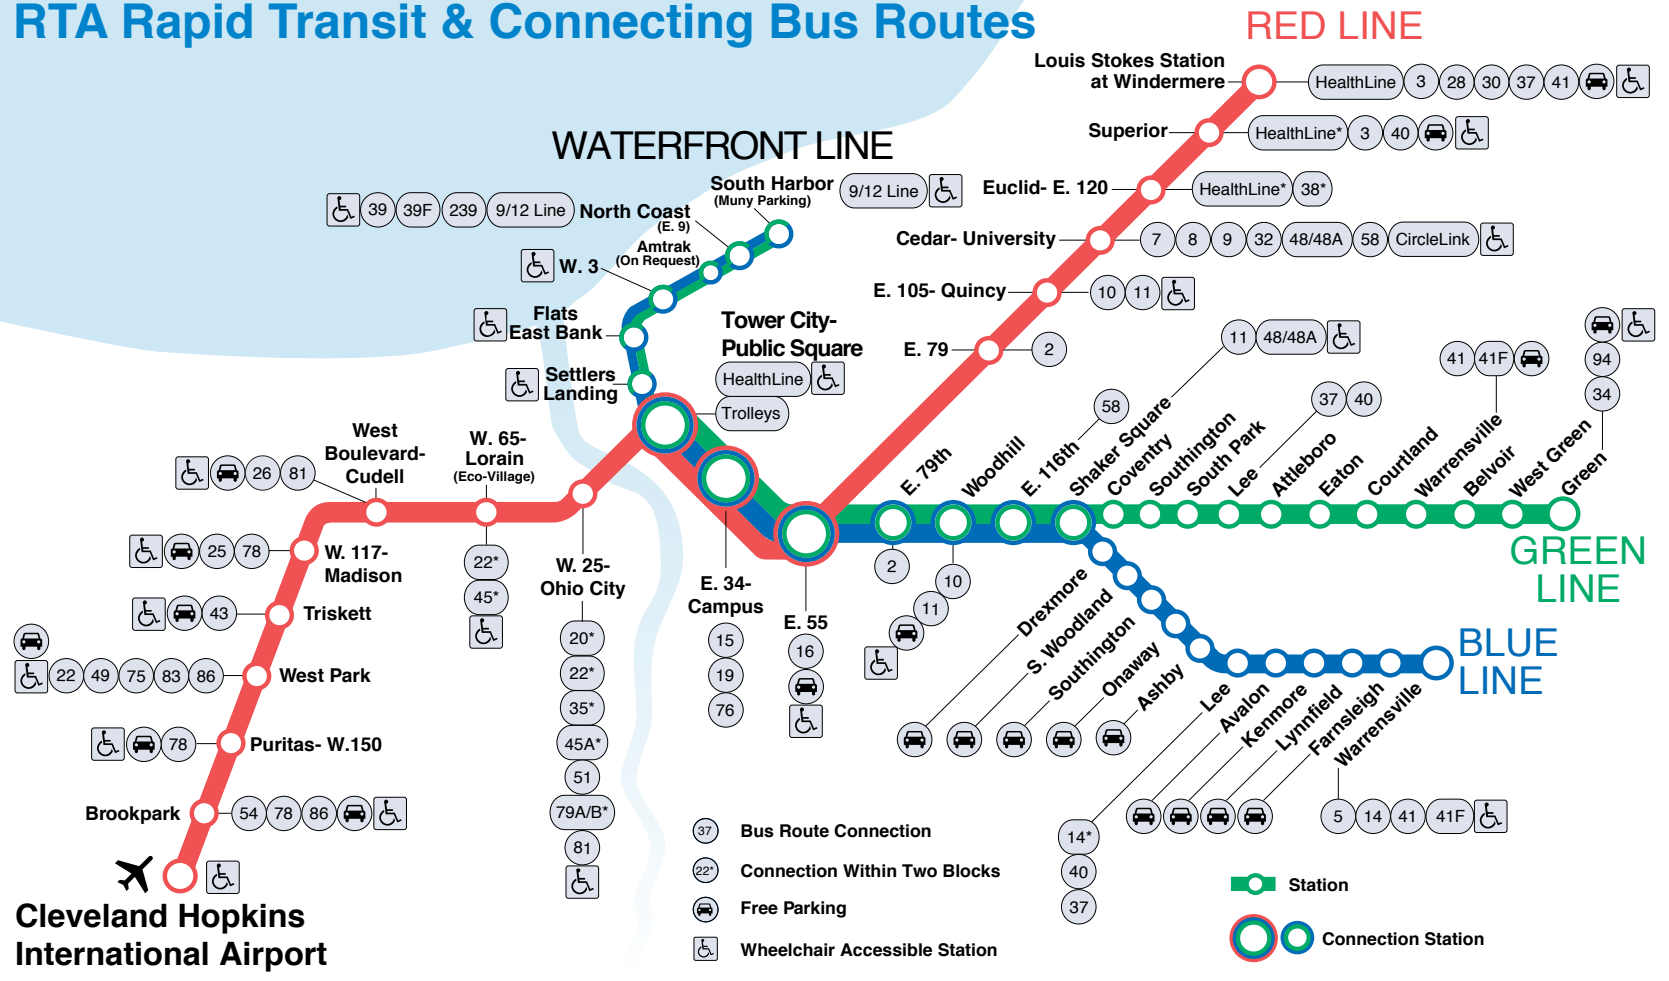 RTA Rapid Transit & Connecting Bus Routes
RED LINE
Louis Stokes Station
at Windermere
HealthLine 3 28 30 37 41
Superior
HealthLine* 3 40
Euclid- E. 120
HealthLine* 38*
Cedar- University
7 8 9 32 48/48A 58 CircleLink
E. 105- Quincy
10 11
E. 79
2
WATERFRONT LINE
South Harbor
(Muny Parking)
9/12 Line
39 39F 239 9/12 Line
North Coast
(E. 9)
Amtrak
(On Request)
W. 3
Flats
East Bank
Settlers
Landing
Tower City-
Public Square
HealthLine
Trolleys
West
Boulevard-
Cudell
26 81
W. 65-
Lorain
(Eco-Village)
22*
45*
W. 25-
Ohio City
20*
22*
35*
45A*
51
79A/B*
81
E. 34-
Campus
15
19
76
E. 55
16
25 78
W. 117-
Madison
43
Triskett
22 49 75 83 86
West Park
78
Puritas- W.150
Brookpark
54 78 86
Cleveland Hopkins
International Airport
E. 79th
2
Woodhill
10
11
E. 116th
58
Shaker Square
11 48/48A
Coventry
Southington
South Park
Lee
37 40
Attleboro
Eaton
Courtland
Warrensville
41 41F
Belvoir
West Green
Green
94
34
GREEN
LINE
Drexmore
S. Woodland
Southington
Onaway
Ashby
Lee
14*
40
37
Avalon
Kenmore
Lynnfield
Farnsleigh
Warrensville
5 14 41 41F
BLUE
LINE
37 Bus Route Connection
22* Connection Within Two Blocks
Free Parking
Wheelchair Accessible Station
Station
Connection Station